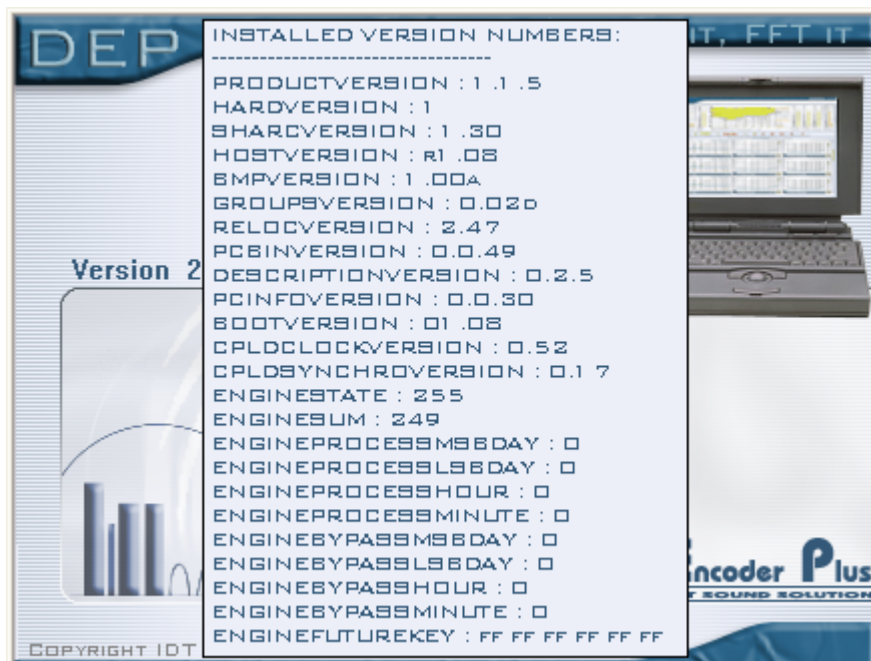 DEP
IT, FFT IT
INSTALLED VERSION NUMBERS:
-----------------------------------
PRODUCTVERSION : 1.1.5
HARDVERSION : 1
SHARCVERSION : 1.30
HOSTVERSION : R1.08
BMPVERSION : 1.00A
GROUPSVERSION : 0.02D
RELOCVERSION : 2.47
PCBINVERSION : 0.0.49
Version 2
DESCRIPTIONVERSION : 0.2.5
PCINFOVERSION : 0.0.30
BOOTVERSION : 01.08
CPLDCLOCKVERSION : 0.52
CPLDSYNCHROVERSION : 0.17
ENGINESTATE : 255
ENGINESUM : 249
ENGINEPROCESSMSBDAY : 0
ENGINEPROCESSLSBDAY : 0
ENGINEPROCESSHOUR : 0
ENGINEPROCESSMINUTE : 0
ENGINEBYPASSMSBDAY : 0
ENGINEBYPASSLSBDAY : 0
ENGINEBYPASSHOUR : 0
ENGINEBYPASSMINUTE : 0
ENGINEFUTUREKEY : FF FF FF FF FF FF
ncoder Plus
T SOUND SOLUTION
COPYRIGHT IDT